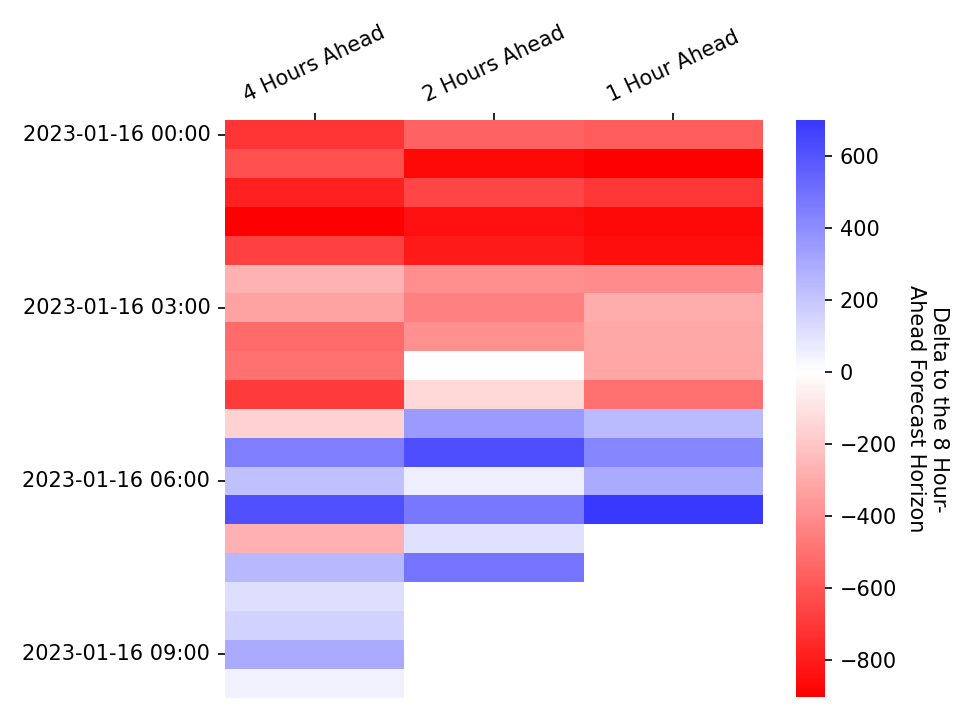 4 Hours Ahead
2 Hours Ahead
1 Hour Ahead
2023-01-16 00:00
2023-01-16 03:00
2023-01-16 06:00
2023-01-16 09:00
600
400
200
0
−200
−400
−600
−800
Delta to the 8 Hour-
Ahead Forecast Horizon